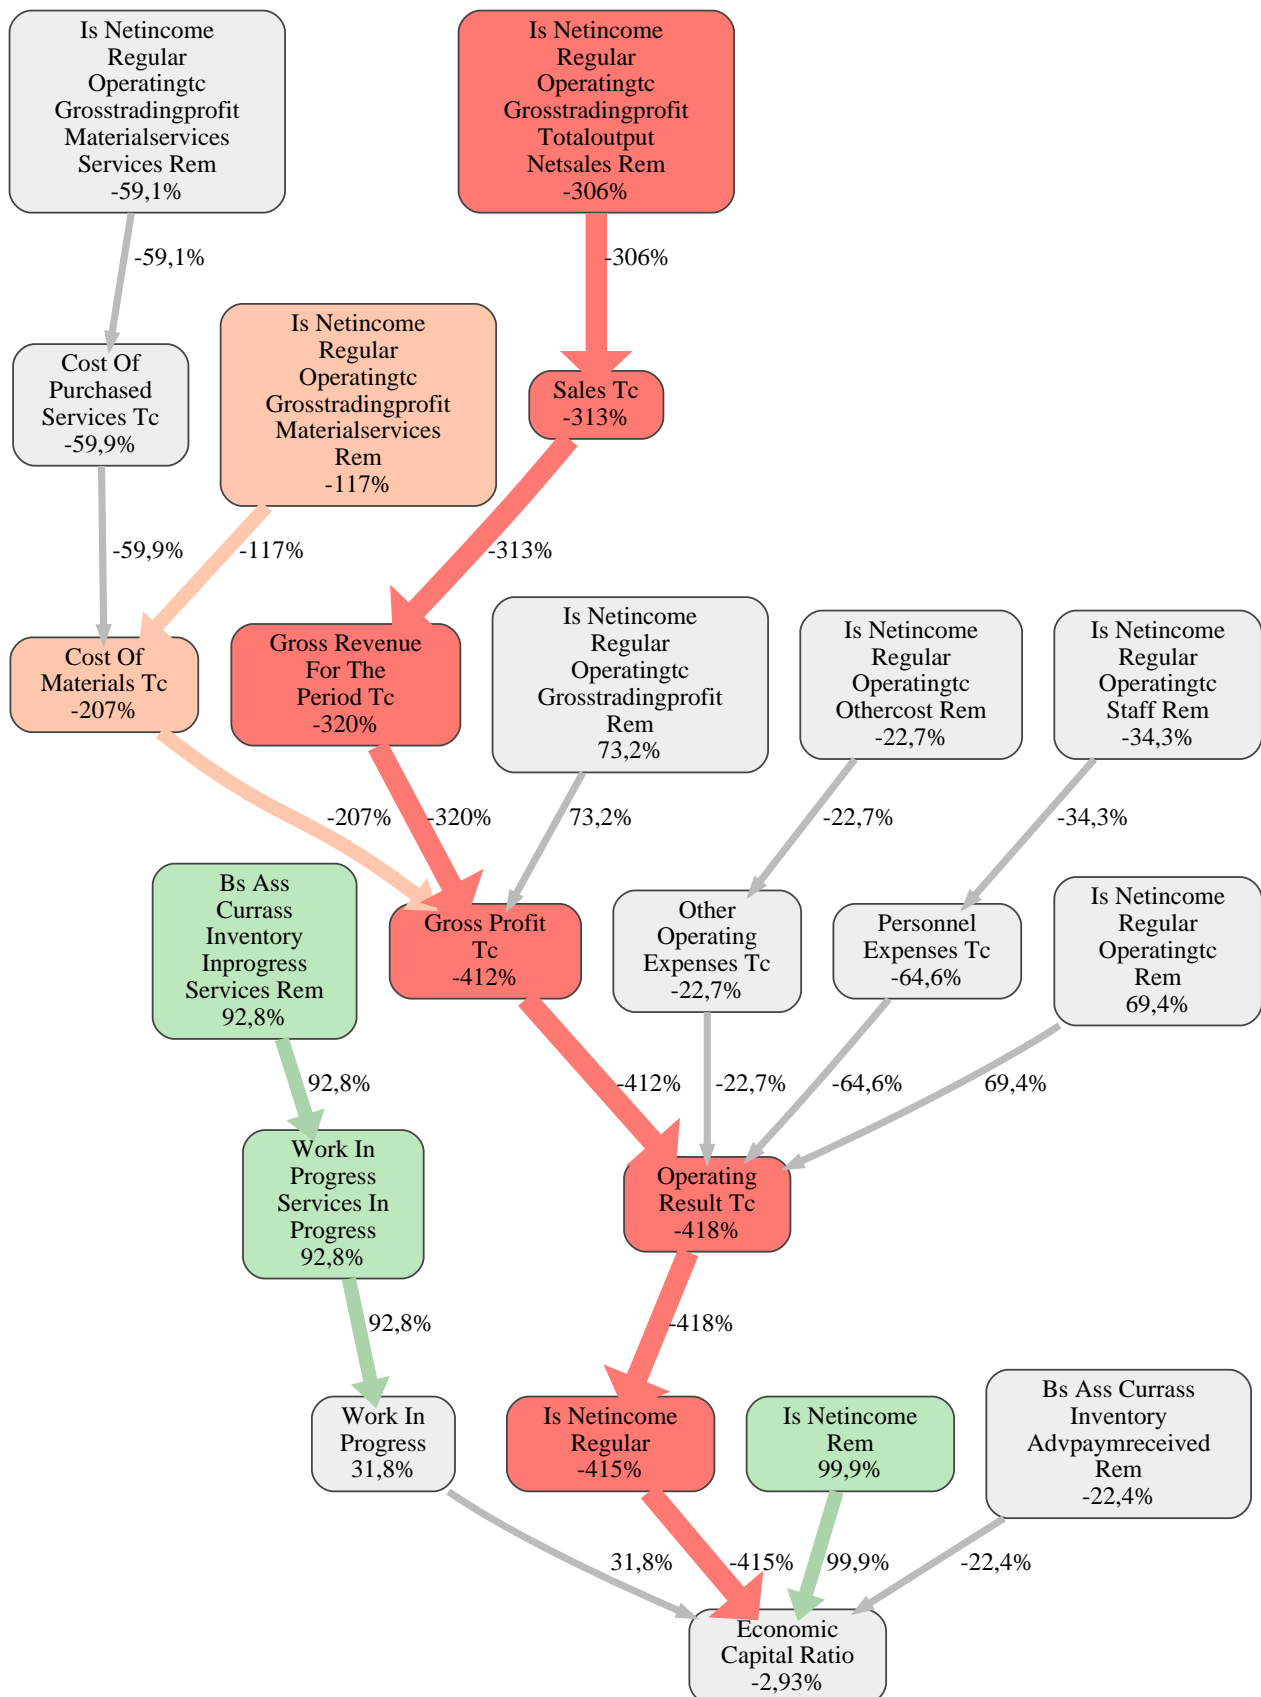 Is Netincome
Regular
Operatingtc
Grosstradingprofit
Materialservices
Services Rem
-59,1%
Is Netincome
Regular
Operatingtc
Grosstradingprofit
Totaloutput
Netsales Rem
-306%
-59,1%
-306%
Cost Of
Purchased
Services Tc
-59,9%
Is Netincome
Regular
Operatingtc
Grosstradingprofit
Materialservices
Rem
-117%
Sales Tc
-313%
-59,9%
-117%
-313%
Cost Of
Materials Tc
-207%
Gross Revenue
For The
Period Tc
-320%
Is Netincome
Regular
Operatingtc
Grosstradingprofit
Rem
73,2%
Is Netincome
Regular
Operatingtc
Othercost Rem
-22,7%
Is Netincome
Regular
Operatingtc
Staff Rem
-34,3%
-207%
-320%
73,2%
-22,7%
-34,3%
Bs Ass
Currass
Inventory
Inprogress
Services Rem
92,8%
Gross Profit
Tc
-412%
Other
Operating
Expenses Tc
-22,7%
Personnel
Expenses Tc
-64,6%
Is Netincome
Regular
Operatingtc
Rem
69,4%
92,8%
-412%
-22,7%
-64,6%
69,4%
Work In
Progress
Services In
Progress
92,8%
Operating
Result Tc
-418%
92,8%
-418%
Work In
Progress
31,8%
Is Netincome
Regular
-415%
Is Netincome
Rem
99,9%
Bs Ass Currass
Inventory
Advpaymreceived
Rem
-22,4%
31,8%
-415%
99,9%
-22,4%
Economic
Capital Ratio
-2,93%